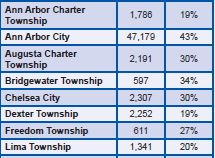 Ann Arbor Charter
Township 1,786 19%
Ann Arbor City 47,179 43%
Augusta Charter
Township 2,191 30%
Bridgewater Township 597 34%
Chelsea City 2,307 30%
Dexter Township 2,252 19%
Freedom Township 611 27%
Lima Township 1,341 20%